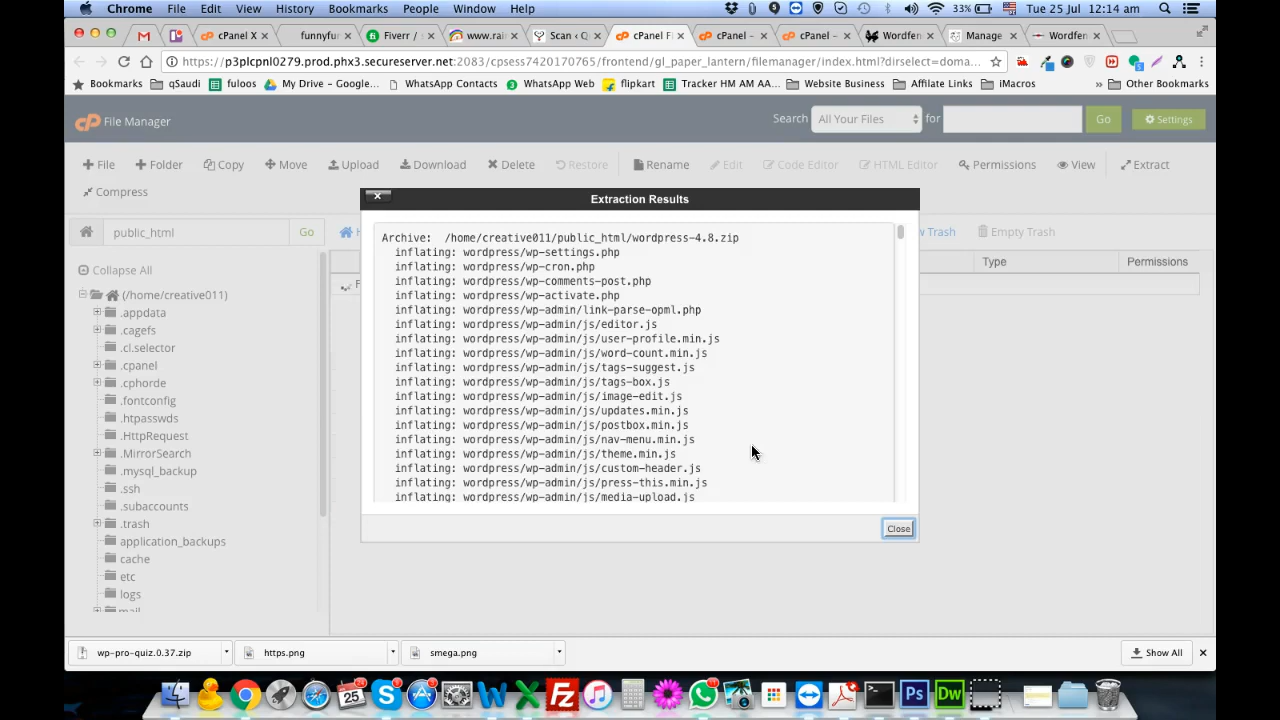 Chrome File Edit View History Bookmarks People Window Help 33% Tue 25 Jul 12:14 am
cPanel X funnyfur Fiverr / s www.rai Scan ‹ Q cPanel F cPanel – cPanel – Wordfen Manage Wordfen
https://p3plcpnl0279.prod.phx3.secureserver.net:2083/cpsess7420170765/frontend/gl_paper_lantern/filemanager/index.html?dirselect=doma...
Bookmarks qSaudi fuloos My Drive – Google... WhatsApp Contacts WhatsApp Web flipkart Tracker HM AM AA... Website Business Affilate Links iMacros » Other Bookmarks
cP File Manager Search All Your Files for Go Settings
File Folder Copy Move Upload Download Delete Restore Rename Edit Code Editor HTML Editor Permissions View Extract
Compress
Extraction Results
public_html Go H w Trash Empty Trash
Collapse All
Type Permissions
(/home/creative011)
.appdata
.cagefs
.cl.selector
.cpanel
.cphorde
.fontconfig
.htpasswds
.HttpRequest
.MirrorSearch
.mysql_backup
.ssh
.subaccounts
.trash
application_backups
cache
etc
logs
mail
Archive: /home/creative011/public_html/wordpress-4.8.zip
inflating: wordpress/wp-settings.php
inflating: wordpress/wp-cron.php
inflating: wordpress/wp-comments-post.php
inflating: wordpress/wp-activate.php
inflating: wordpress/wp-admin/link-parse-opml.php
inflating: wordpress/wp-admin/js/editor.js
inflating: wordpress/wp-admin/js/user-profile.min.js
inflating: wordpress/wp-admin/js/word-count.min.js
inflating: wordpress/wp-admin/js/tags-suggest.js
inflating: wordpress/wp-admin/js/tags-box.js
inflating: wordpress/wp-admin/js/image-edit.js
inflating: wordpress/wp-admin/js/updates.min.js
inflating: wordpress/wp-admin/js/postbox.min.js
inflating: wordpress/wp-admin/js/nav-menu.min.js
inflating: wordpress/wp-admin/js/theme.min.js
inflating: wordpress/wp-admin/js/custom-header.js
inflating: wordpress/wp-admin/js/press-this.min.js
inflating: wordpress/wp-admin/js/media-upload.js
Close
wp-pro-quiz.0.37.zip https.png smega.png Show All
25 Fz Ps Dw